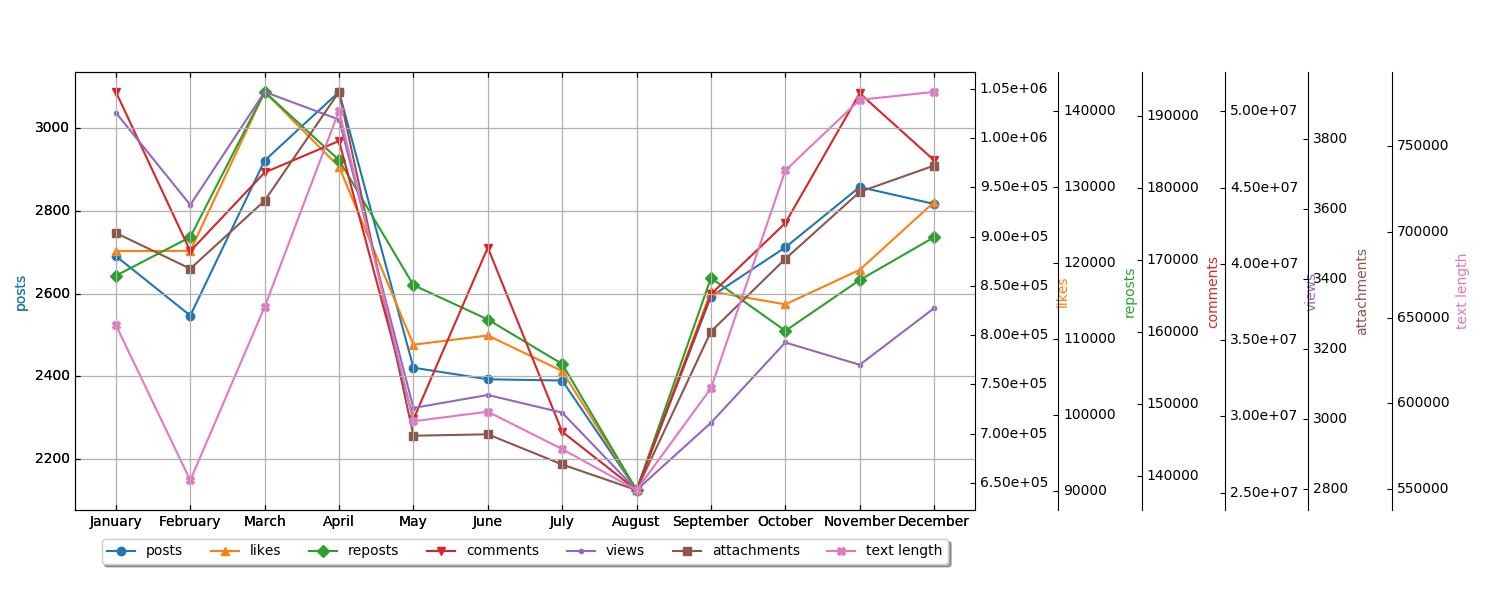 posts
3000
2800
2600
2400
2200
1.05e+06
1.00e+06
9.50e+05
9.00e+05
8.50e+05
8.00e+05
7.50e+05
7.00e+05
6.50e+05
likes
140000
130000
120000
110000
100000
90000
reposts
190000
180000
170000
160000
150000
140000
comments
5.00e+07
4.50e+07
4.00e+07
3.50e+07
3.00e+07
2.50e+07
views
3800
3600
3400
3200
3000
2800
attachments
750000
700000
650000
600000
550000
text length
January February March April May June July August September October November December
posts likes reposts comments views attachments text length